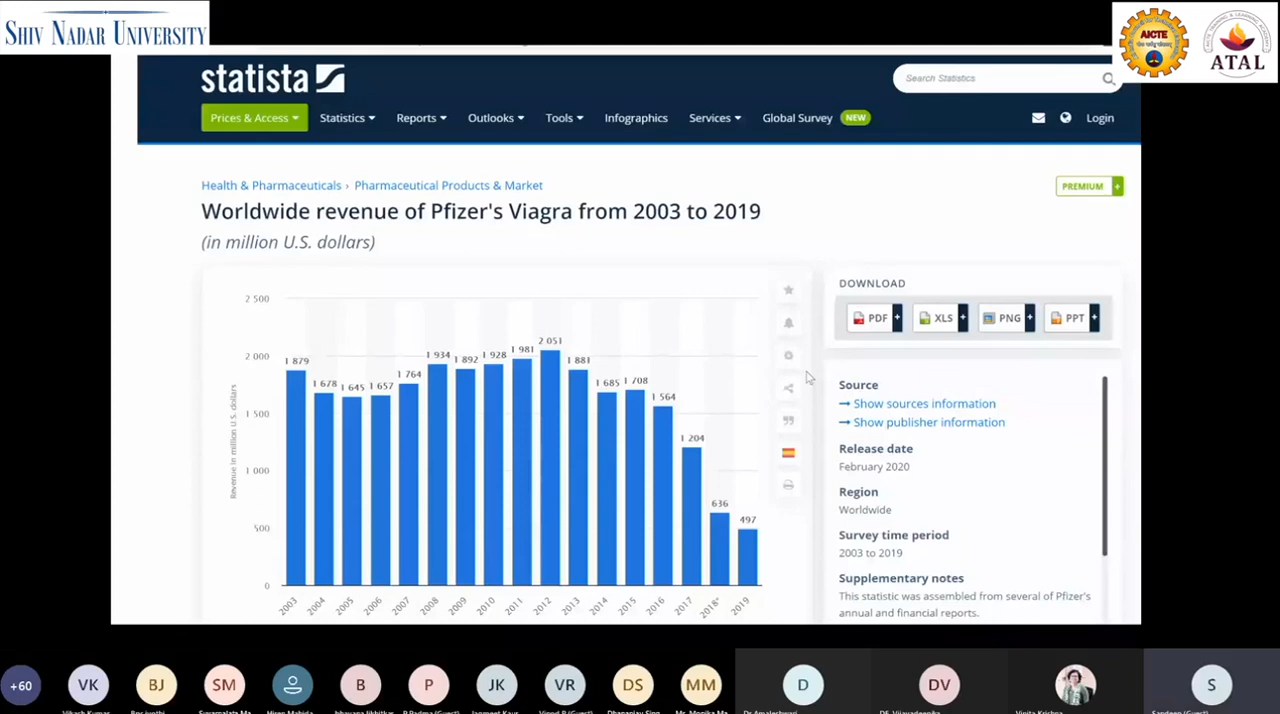 SHIV NADAR UNIVERSITY
AICTE
ATAL
statista
Search Statistics
Prices & Access
Statistics
Reports
Outlooks
Tools
Infographics
Services
Global Survey
NEW
Login
Health & Pharmaceuticals › Pharmaceutical Products & Market
PREMIUM +
Worldwide revenue of Pfizer's Viagra from 2003 to 2019
(in million U.S. dollars)
Revenue in million U.S. dollars
2 500
2 000
1 500
1 000
500
0
1 879
1 678
1 645
1 657
1 764
1 934
1 892
1 928
1 981
2 051
1 881
1 685
1 708
1 564
1 204
636
497
2003
2004
2005
2006
2007
2008
2009
2010
2011
2012
2013
2014
2015
2016
2017
2018*
2019
DOWNLOAD
PDF +
XLS +
PNG +
PPT +
Source
→ Show sources information
→ Show publisher information
Release date
February 2020
Region
Worldwide
Survey time period
2003 to 2019
Supplementary notes
This statistic was assembled from several of Pfizer's
annual and financial reports.
+60
VK
BJ
SM
B
P
JK
VR
DS
MM
D
DV
S